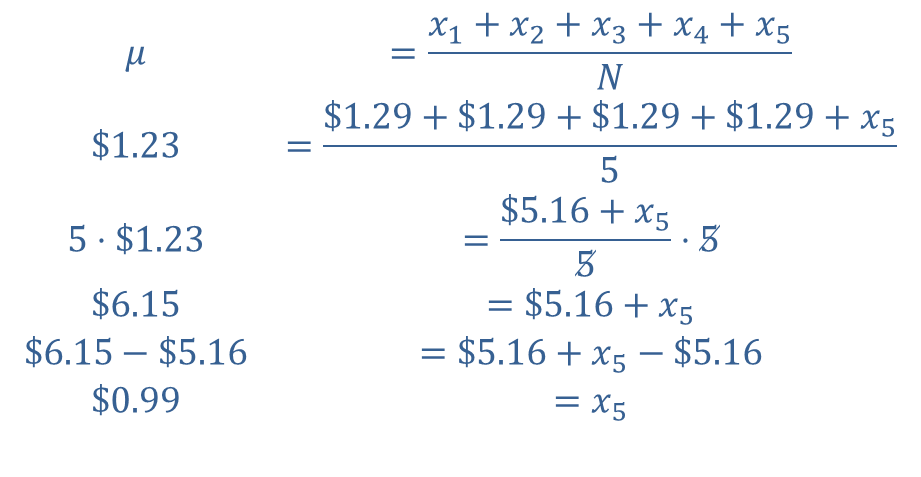 μ = (x₁ + x₂ + x₃ + x₄ + x₅) / N
$1.23 = ($1.29 + $1.29 + $1.29 + $1.29 + x₅) / 5
5 · $1.23 = ($5.16 + x₅) / 5̸ · 5̸
$6.15 = $5.16 + x₅
$6.15 − $5.16 = $5.16 + x₅ − $5.16
$0.99 = x₅